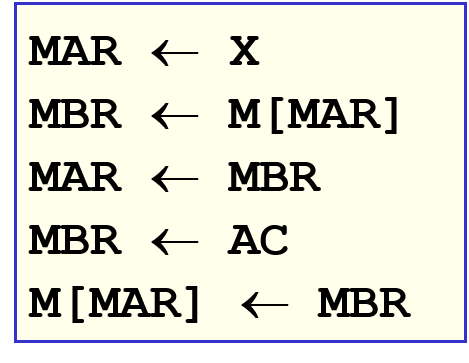 MAR ← X
MBR ← M[MAR]
MAR ← MBR
MBR ← AC
M[MAR] ← MBR